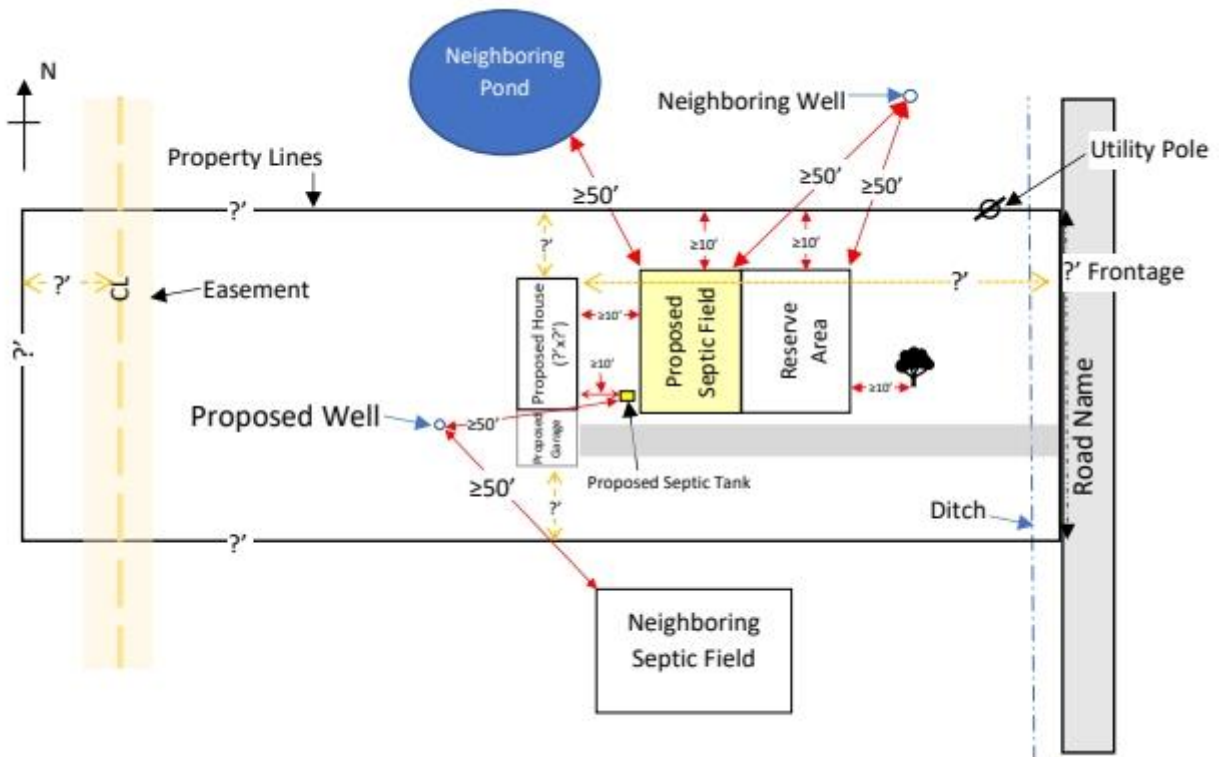 N
Neighboring
Pond
Neighboring Well
Utility Pole
Property Lines
≥50'
≥50'
≥50'
?'
?'
≥10'
≥10'
?'
CL
Easement
?'
?' Frontage
Proposed House
(?'x?')
≥10'
Proposed
Septic Field
Reserve
Area
?'
≥10'
≥10'
Proposed Well
≥50'
Proposed
Garage
Road Name
≥50'
Proposed Septic Tank
?'
Ditch
?'
Neighboring
Septic Field